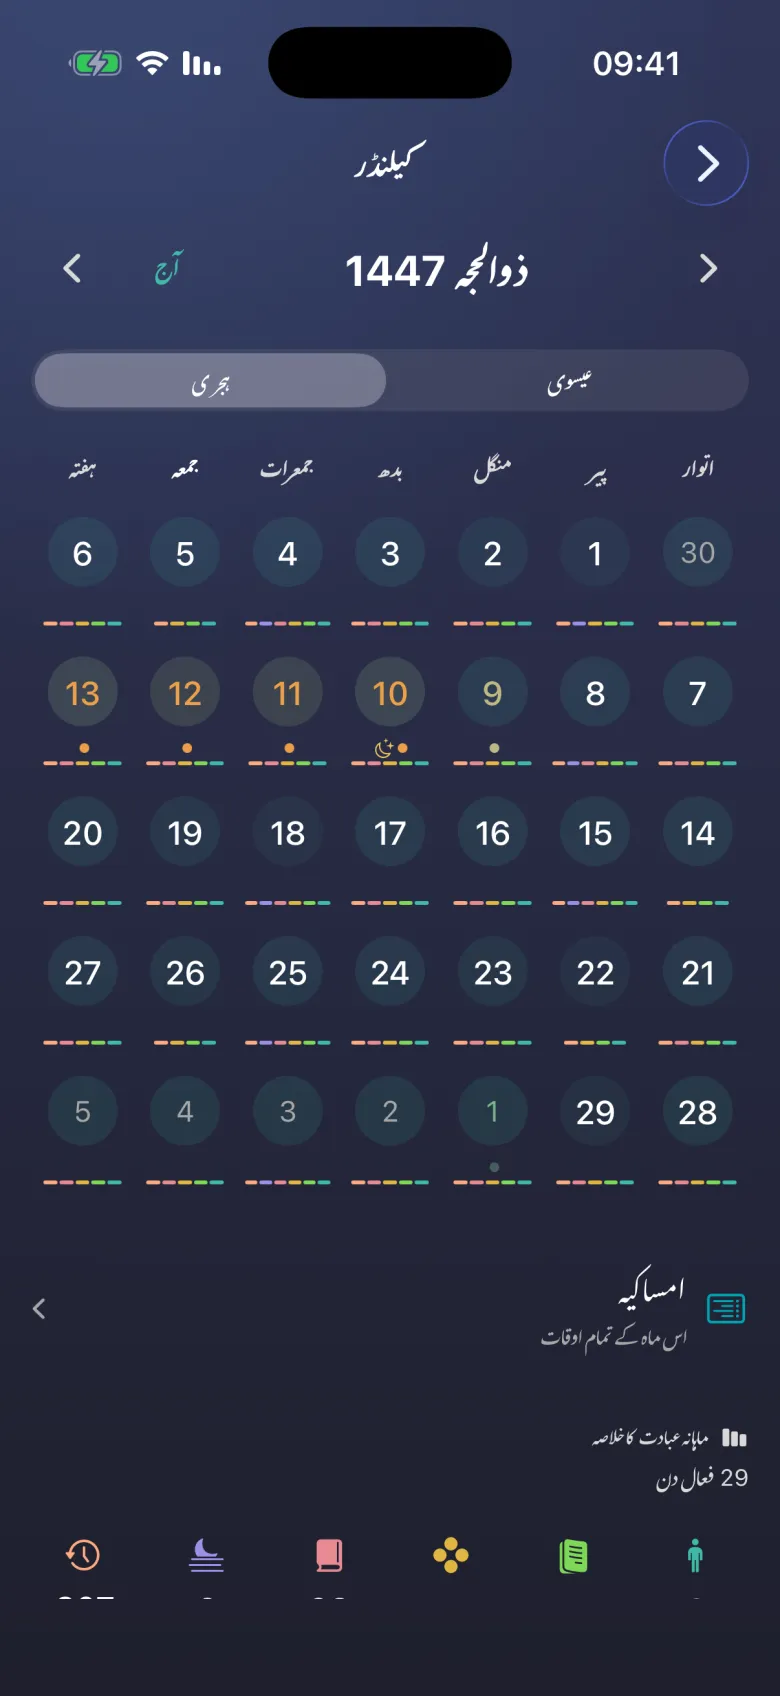 09:41
کیلنڈر
ذوالحجہ 1447
آج
عیسوی
ہجری
اتوار پیر منگل بدھ جمعرات جمعہ ہفتہ
30 1 2 3 4 5 6
7 8 9 10 11 12 13
14 15 16 17 18 19 20
21 22 23 24 25 26 27
28 29 1 2 3 4 5
امساکیہ
اس ماہ کے تمام اوقات
ماہانہ عبادت کا خلاصہ
29 فعال دن